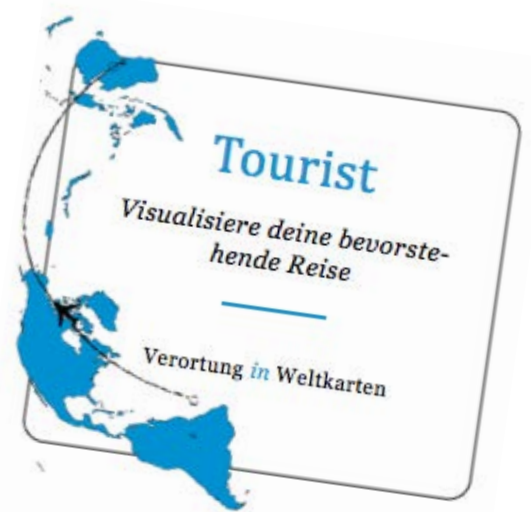 Tourist
Visualisiere deine bevorste-
hende Reise
Verortung in Weltkarten